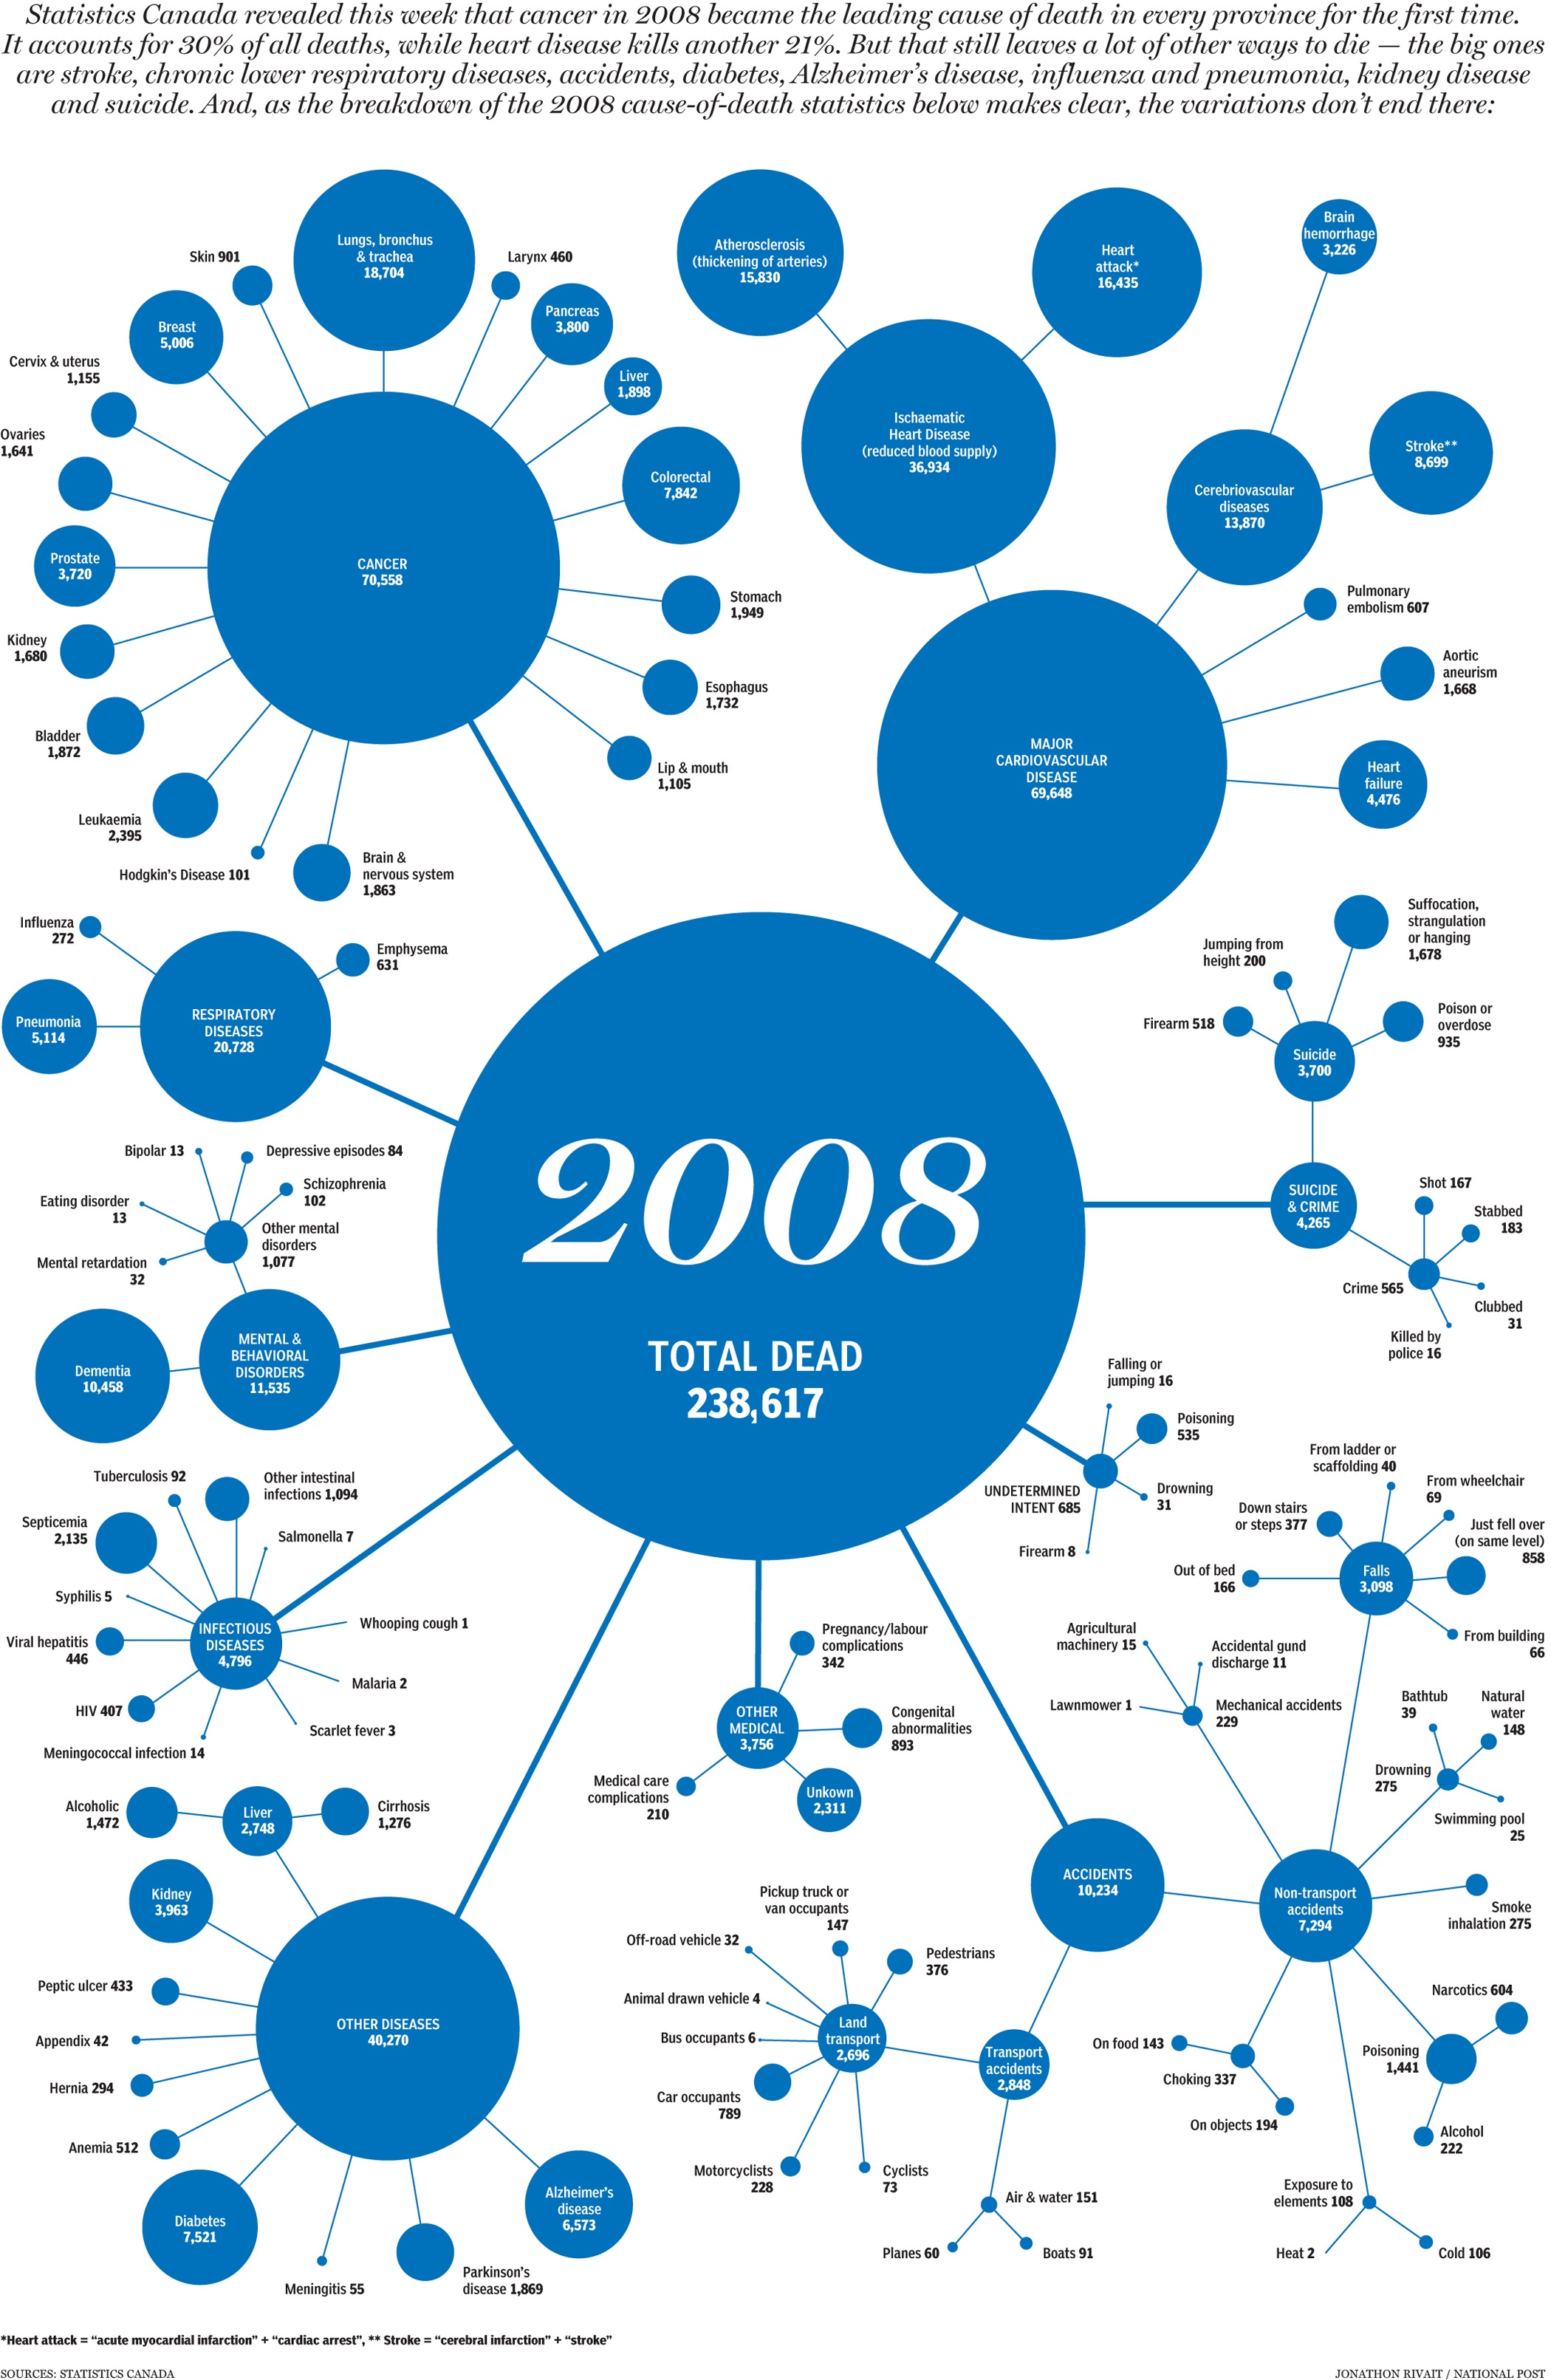 Statistics Canada revealed this week that cancer in 2008 became the leading cause of death in every province for the first time.
It accounts for 30% of all deaths, while heart disease kills another 21%. But that still leaves a lot of other ways to die — the big ones
are stroke, chronic lower respiratory diseases, accidents, diabetes, Alzheimer’s disease, influenza and pneumonia, kidney disease
and suicide. And, as the breakdown of the 2008 cause-of-death statistics below makes clear, the variations don’t end there:
Lungs, bronchus
& trachea
18,704
Skin 901
Larynx 460
Breast
5,006
Pancreas
3,800
Cervix & uterus
1,155
Liver
1,898
Ovaries
1,641
Colorectal
7,842
Prostate
3,720
CANCER
70,558
Stomach
1,949
Kidney
1,680
Esophagus
1,732
Bladder
1,872
Lip & mouth
1,105
Leukaemia
2,395
Hodgkin’s Disease 101
Brain &
nervous system
1,863
Atherosclerosis
(thickening of arteries)
15,830
Heart
attack*
16,435
Brain
hemorrhage
3,226
Ischaematic
Heart Disease
(reduced blood supply)
36,934
Stroke**
8,699
Cerebriovascular
diseases
13,870
Pulmonary
embolism 607
Aortic
aneurism
1,668
MAJOR
CARDIOVASCULAR
DISEASE
69,648
Heart
failure
4,476
Influenza
272
Emphysema
631
Pneumonia
5,114
RESPIRATORY
DISEASES
20,728
Suffocation,
strangulation
or hanging
1,678
Jumping from
height 200
Firearm 518
Poison or
overdose
935
Suicide
3,700
SUICIDE
& CRIME
4,265
Shot 167
Stabbed
183
Crime 565
Clubbed
31
Killed by
police 16
Bipolar 13
Depressive episodes 84
Schizophrenia
102
Eating disorder
13
Other mental
disorders
1,077
Mental retardation
32
MENTAL &
BEHAVIORAL
DISORDERS
11,535
Dementia
10,458
2008
TOTAL DEAD
238,617
Falling or
jumping 16
Poisoning
535
UNDETERMINED
INTENT 685
Drowning
31
Firearm 8
Tuberculosis 92
Other intestinal
infections 1,094
Septicemia
2,135
Salmonella 7
Syphilis 5
INFECTIOUS
DISEASES
4,796
Whooping cough 1
Viral hepatitis
446
Malaria 2
HIV 407
Scarlet fever 3
Meningococcal infection 14
From ladder or
scaffolding 40
From wheelchair
69
Down stairs
or steps 377
Just fell over
(on same level)
858
Out of bed
166
Falls
3,098
From building
66
Agricultural
machinery 15
Accidental gund
discharge 11
Lawnmower 1
Mechanical accidents
229
Bathtub
39
Natural
water
148
Drowning
275
Swimming pool
25
Pregnancy/labour
complications
342
OTHER
MEDICAL
3,756
Congenital
abnormalities
893
Medical care
complications
210
Unkown
2,311
Alcoholic
1,472
Liver
2,748
Cirrhosis
1,276
Kidney
3,963
Peptic ulcer 433
Appendix 42
OTHER DISEASES
40,270
Hernia 294
Anemia 512
Diabetes
7,521
Alzheimer’s
disease
6,573
Meningitis 55
Parkinson’s
disease 1,869
ACCIDENTS
10,234
Non-transport
accidents
7,294
Smoke
inhalation 275
Pickup truck or
van occupants
147
Off-road vehicle 32
Pedestrians
376
Animal drawn vehicle 4
Bus occupants 6
Land
transport
2,696
Transport
accidents
2,848
Car occupants
789
Motorcyclists
228
Cyclists
73
Air & water 151
Planes 60
Boats 91
Narcotics 604
Poisoning
1,441
Alcohol
222
On food 143
Choking 337
On objects 194
Exposure to
elements 108
Heat 2
Cold 106
*Heart attack = “acute myocardial infarction” + “cardiac arrest”, ** Stroke = “cerebral infarction” + “stroke”
SOURCES: STATISTICS CANADA
JONATHON RIVAIT / NATIONAL POST